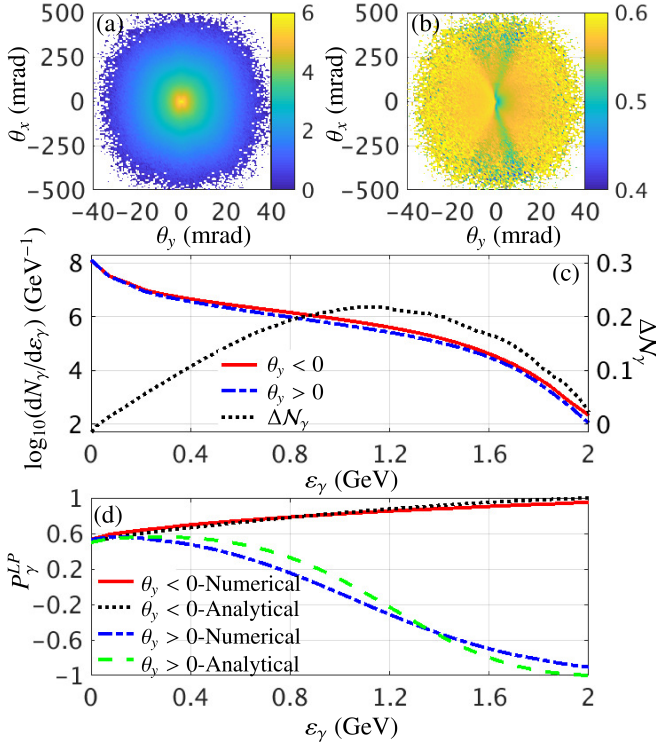 500
250
0
−250
−500
θx (mrad)
(a)
−40 −20 0 20 40
θy (mrad)
6
4
2
0
500
250
0
−250
−500
θx (mrad)
(b)
−40 −20 0 20 40
θy (mrad)
0.6
0.5
0.4
8
6
4
2
log10(dNγ/dεγ) (GeV−1)
(c)
0.3
0.2
0.1
0
ΔNγ
θy < 0
θy > 0
ΔNγ
0 0.4 0.8 1.2 1.6 2
εγ (GeV)
1
0.6
0.2
−0.2
−0.6
−1
PγLP
(d)
θy < 0-Numerical
θy < 0-Analytical
θy > 0-Numerical
θy > 0-Analytical
0 0.4 0.8 1.2 1.6 2
εγ (GeV)